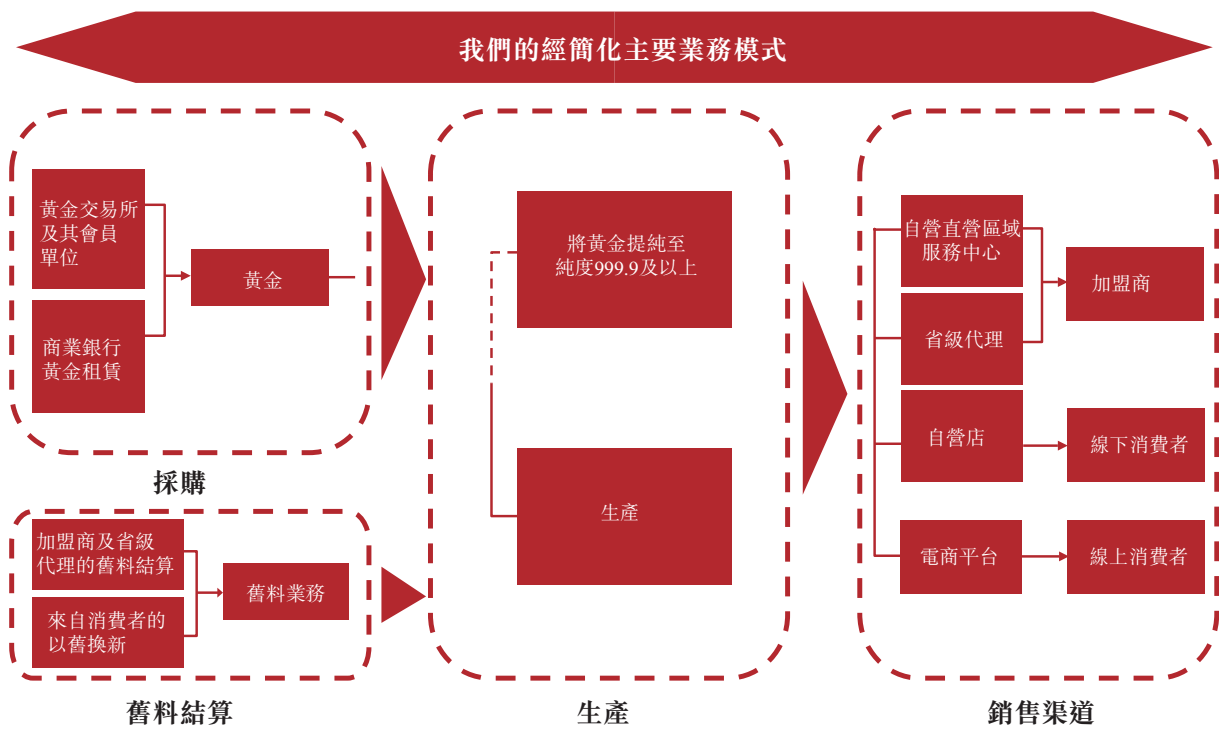 我們的經簡化主要業務模式
黃金交易所
及其會員
單位
商業銀行
黃金租賃
黃金
採購
加盟商及省級
代理的舊料結算
來自消費者的
以舊換新
舊料業務
舊料結算
將黃金提純至
純度999.9及以上
生產
生產
自營直營區域
服務中心
省級代理
加盟商
自營店
線下消費者
電商平台
線上消費者
銷售渠道